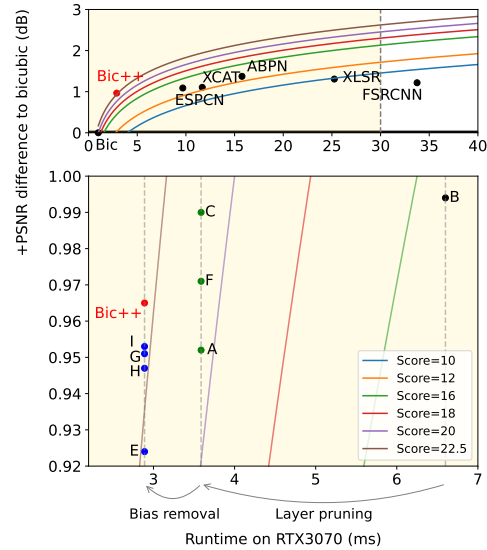 +PSNR difference to bicubic (dB)
3
2
1
0
Bic++
XCAT
ABPN
ESPCN
XLSR
FSRCNN
Bic
0 5 10 15 20 25 30 35 40
1.00
0.99
0.98
0.97
0.96
0.95
0.94
0.93
0.92
B
C
F
Bic++
I
G
A
H
E
Score=10
Score=12
Score=16
Score=18
Score=20
Score=22.5
3 4 5 6 7
Bias removal Layer pruning
Runtime on RTX3070 (ms)